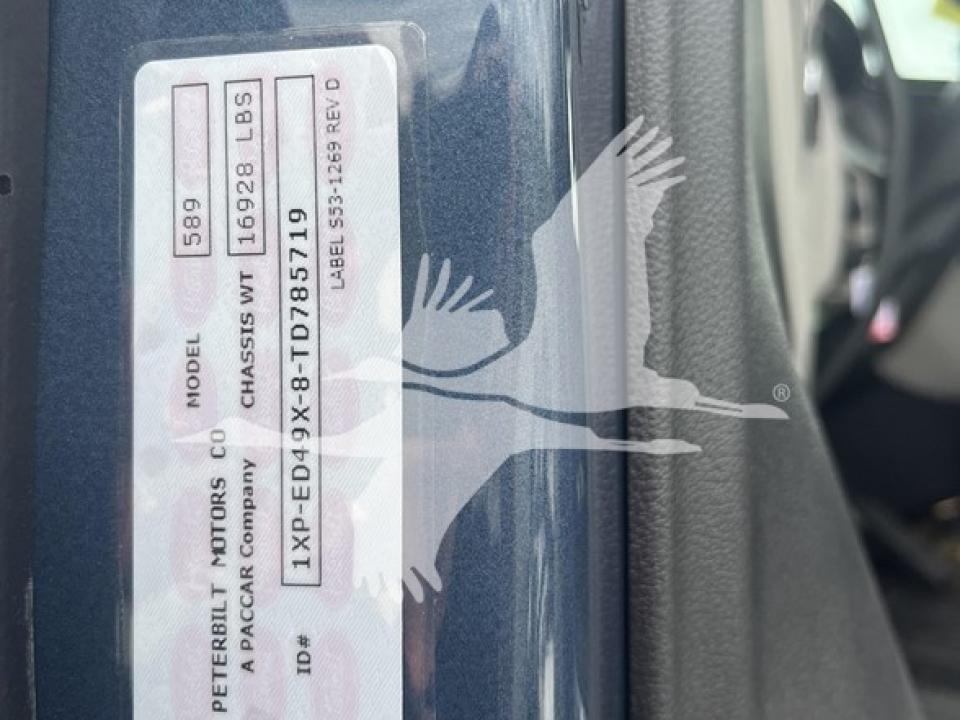 PETERBILT MOTORS CO MODEL 589
A PACCAR Company CHASSIS WT 16928 LBS
ID# 1XP-ED49X-8-TD785719
LABEL S53-1269 REV D
®